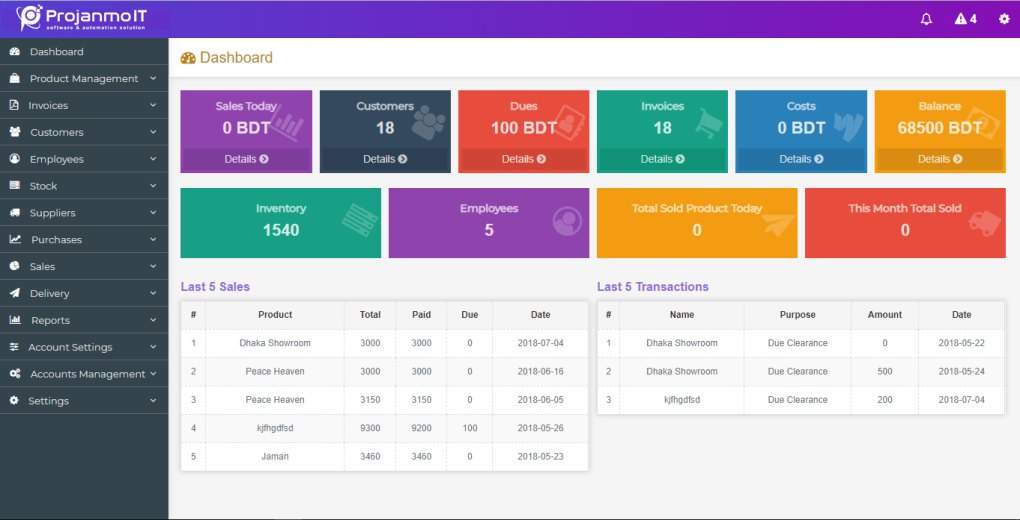 ProjanmoIT
software & automation solution
4
Dashboard
Product Management
Invoices
Customers
Employees
Stock
Suppliers
Purchases
Sales
Delivery
Reports
Account Settings
Accounts Management
Settings
Dashboard
Sales Today
0 BDT
Details
Customers
18
Details
Dues
100 BDT
Details
Invoices
18
Details
Costs
0 BDT
Details
Balance
68500 BDT
Details
Inventory
1540
Employees
5
Total Sold Product Today
0
This Month Total Sold
0
Last 5 Sales
# Product Total Paid Due Date
1 Dhaka Showroom 3000 3000 0 2018-07-04
2 Peace Heaven 3000 3000 0 2018-06-16
3 Peace Heaven 3150 3150 0 2018-06-05
4 kjfhgdfsd 9300 9200 100 2018-05-26
5 Jaman 3460 3460 0 2018-05-23
Last 5 Transactions
# Name Purpose Amount Date
1 Dhaka Showroom Due Clearance 0 2018-05-22
2 Dhaka Showroom Due Clearance 500 2018-05-24
3 kjfhgdfsd Due Clearance 200 2018-07-04